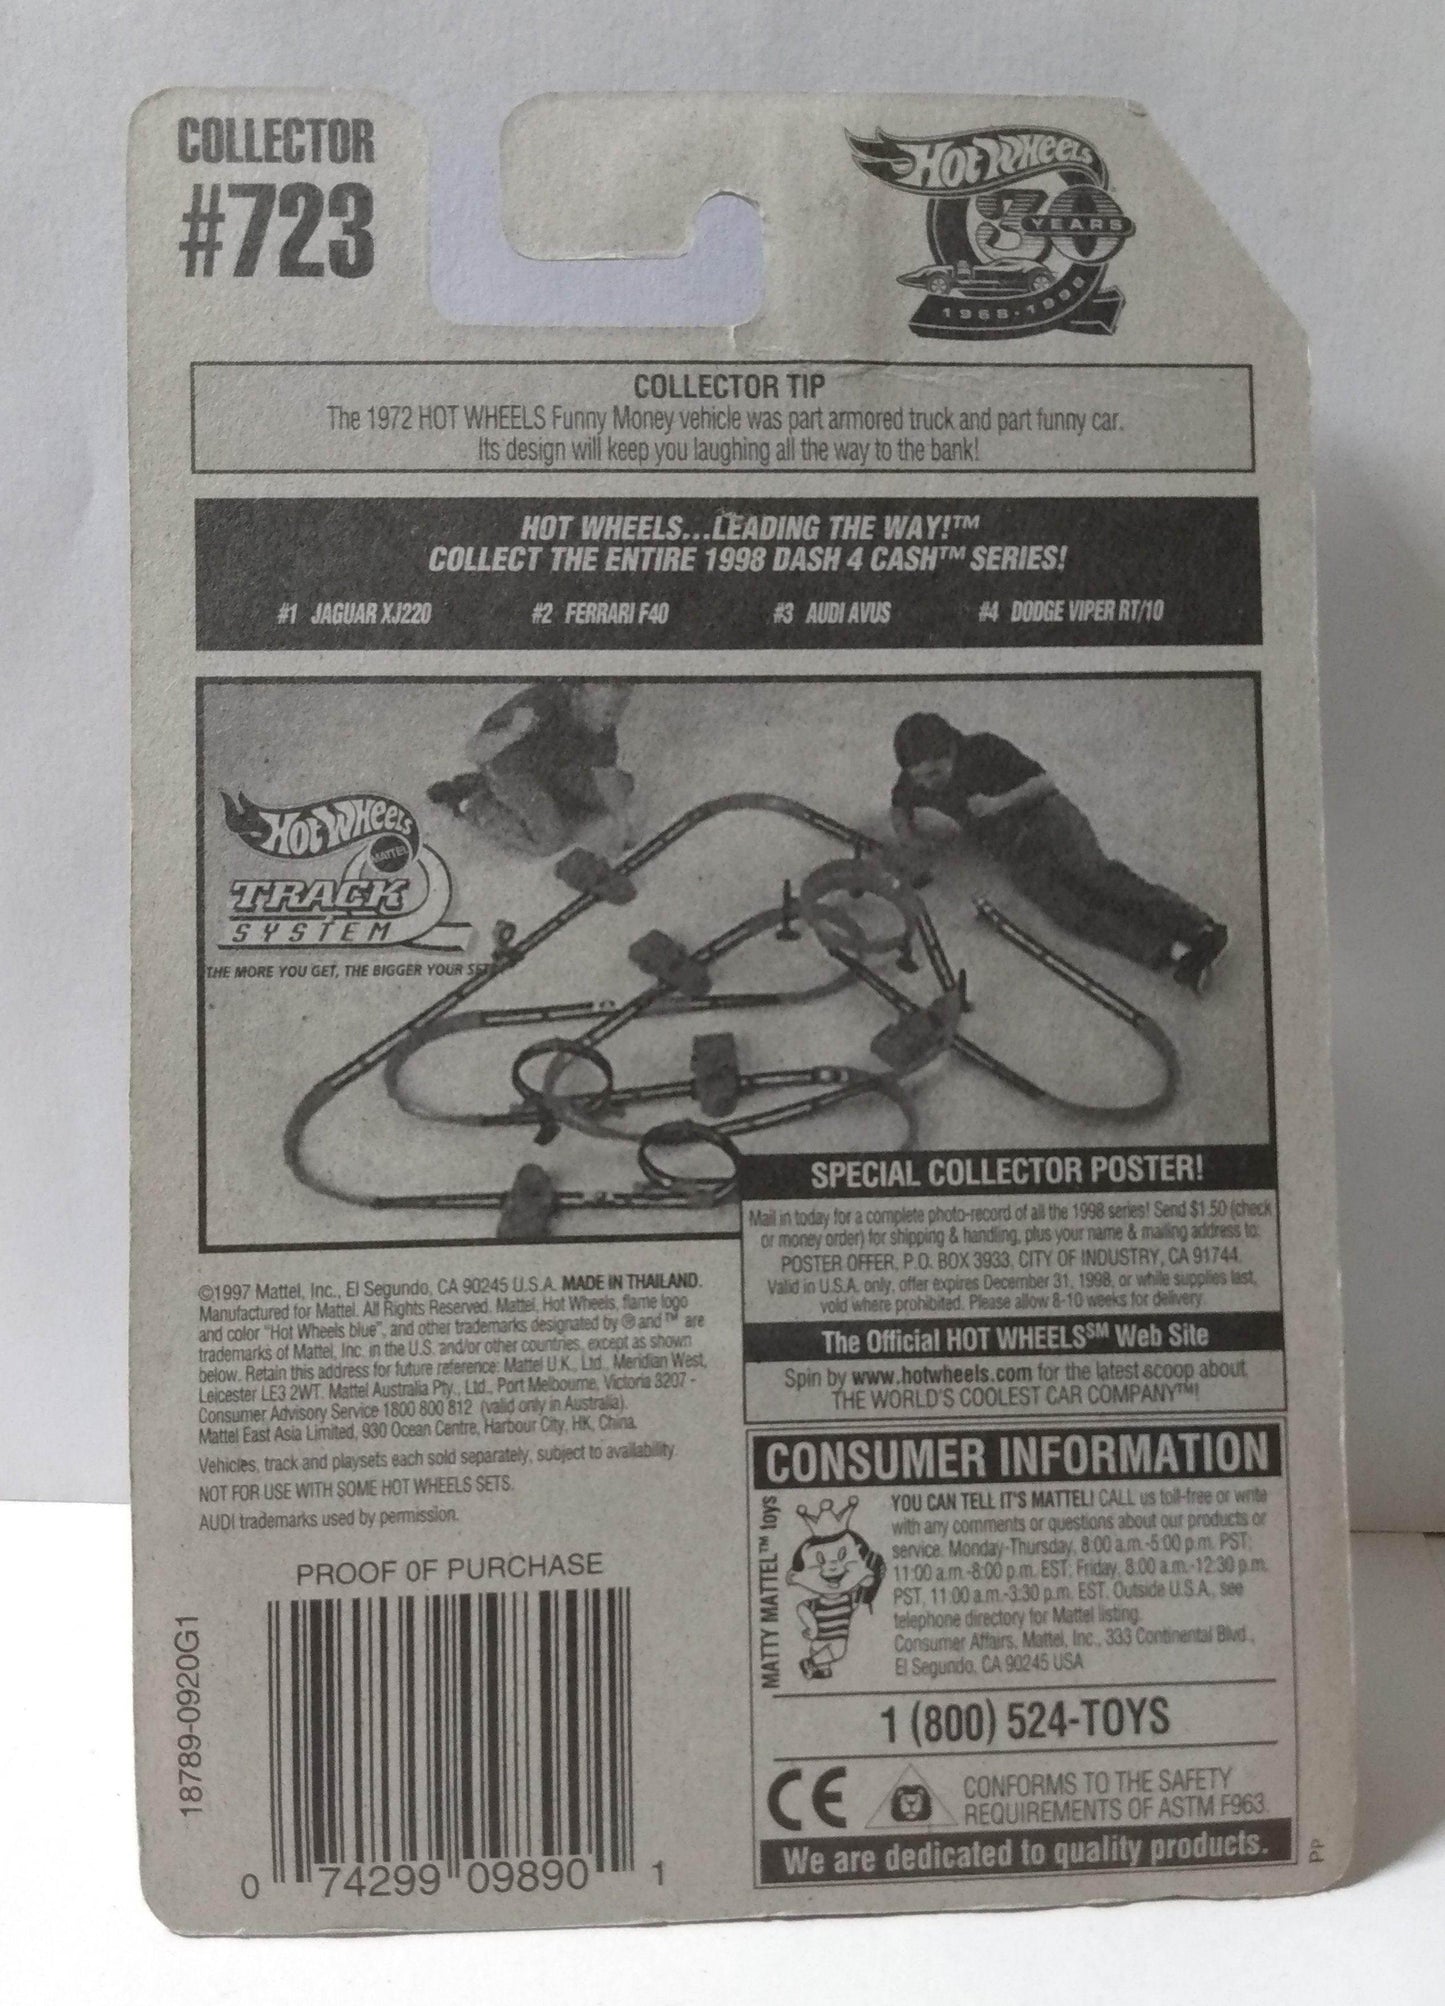 COLLECTOR
#723
HOT WHEELS
30
YEARS
1968-1998
COLLECTOR TIP
The 1972 HOT WHEELS Funny Money vehicle was part armored truck and part funny car.
Its design will keep you laughing all the way to the bank!
HOT WHEELS...LEADING THE WAY!™
COLLECT THE ENTIRE 1998 DASH 4 CASH™ SERIES!
#1 JAGUAR XJ220 #2 FERRARI F40 #3 AUDI AVUS #4 DODGE VIPER RT/10
HOT WHEELS
MATTEL
TRACK
SYSTEM
THE MORE YOU GET, THE BIGGER YOUR SET!
SPECIAL COLLECTOR POSTER!
Mail in today for a complete photo-record of all the 1998 series! Send $1.50 (check
or money order) for shipping & handling, plus your name & mailing address to:
POSTER OFFER, P.O. BOX 3933, CITY OF INDUSTRY, CA 91744.
Valid in U.S.A. only, offer expires December 31, 1998, or while supplies last,
void where prohibited. Please allow 8-10 weeks for delivery.
The Official HOT WHEELS℠ Web Site
Spin by www.hotwheels.com for the latest scoop about
THE WORLD'S COOLEST CAR COMPANY™!
©1997 Mattel, Inc., El Segundo, CA 90245 U.S.A. MADE IN THAILAND.
Manufactured for Mattel. All Rights Reserved. Mattel, Hot Wheels, flame logo
and color "Hot Wheels blue", and other trademarks designated by ® and ™ are
trademarks of Mattel, Inc. in the U.S. and/or other countries, except as shown
below. Retain this address for future reference: Mattel U.K., Ltd., Meridian West,
Leicester LE3 2WT. Mattel Australia Pty., Ltd., Port Melbourne, Victoria 3207 -
Consumer Advisory Service 1800 800 812 (valid only in Australia).
Mattel East Asia Limited, 930 Ocean Centre, Harbour City, HK, China.
Vehicles, track and playsets each sold separately, subject to availability.
NOT FOR USE WITH SOME HOT WHEELS SETS.
AUDI trademarks used by permission.
CONSUMER INFORMATION
MATTY MATTEL™ toys
YOU CAN TELL IT'S MATTEL! CALL us toll-free or write
with any comments or questions about our products or
service. Monday-Thursday, 8:00 a.m.-5:00 p.m. PST;
11:00 a.m.-8:00 p.m. EST; Friday, 8:00 a.m.-12:30 p.m.
PST, 11:00 a.m.-3:30 p.m. EST. Outside U.S.A., see
telephone directory for Mattel listing.
Consumer Affairs, Mattel, Inc., 333 Continental Blvd.,
El Segundo, CA 90245 USA
1 (800) 524-TOYS
CE
CONFORMS TO THE SAFETY
REQUIREMENTS OF ASTM F963.
We are dedicated to quality products.
PP
PROOF OF PURCHASE
18789-0920G1
0 74299 09890 1